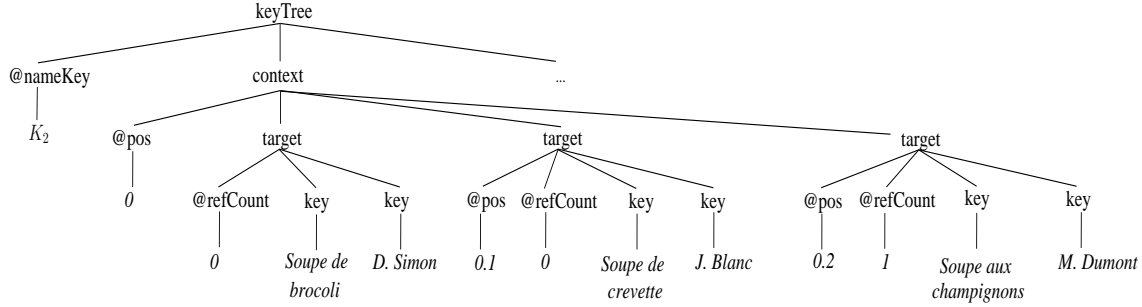 keyTree
@nameKey context ...
K₂
@pos target target target
0 @refCount key key @pos @refCount key key @pos @refCount key key
0 Soupe de D. Simon 0.1 0 Soupe de J. Blanc 0.2 1 Soupe aux M. Dumont
brocoli crevette champignons